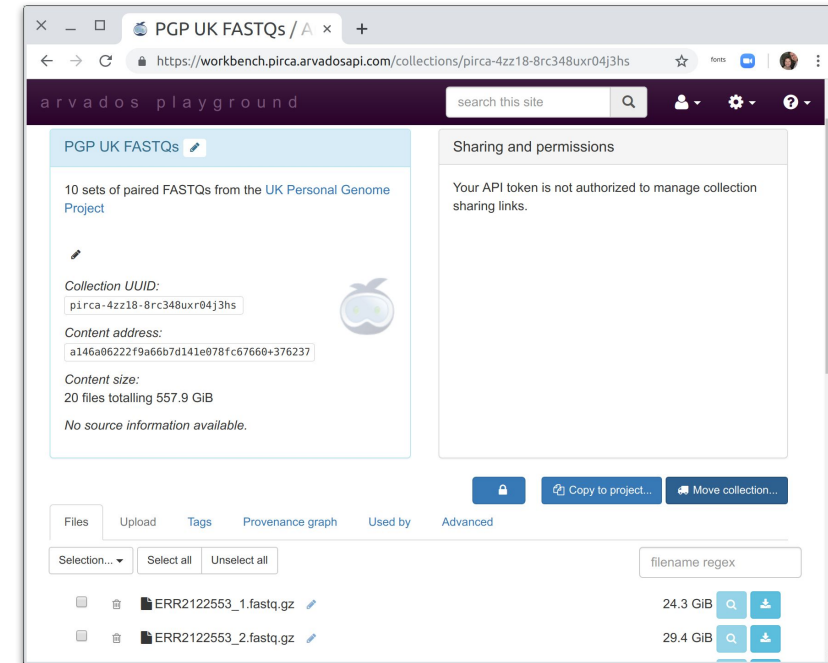 PGP UK FASTQs / A
https://workbench.pirca.arvadosapi.com/collections/pirca-4zz18-8rc348uxr04j3hs
fonts
arvados playground
search this site
PGP UK FASTQs
10 sets of paired FASTQs from the UK Personal Genome
Project
Collection UUID:
pirca-4zz18-8rc348uxr04j3hs
Content address:
a146a06222f9a66b7d141e078fc67660+376237
Content size:
20 files totalling 557.9 GiB
No source information available.
Sharing and permissions
Your API token is not authorized to manage collection
sharing links.
Copy to project...
Move collection...
Files
Upload
Tags
Provenance graph
Used by
Advanced
Selection...
Select all
Unselect all
filename regex
ERR2122553_1.fastq.gz
24.3 GiB
ERR2122553_2.fastq.gz
29.4 GiB